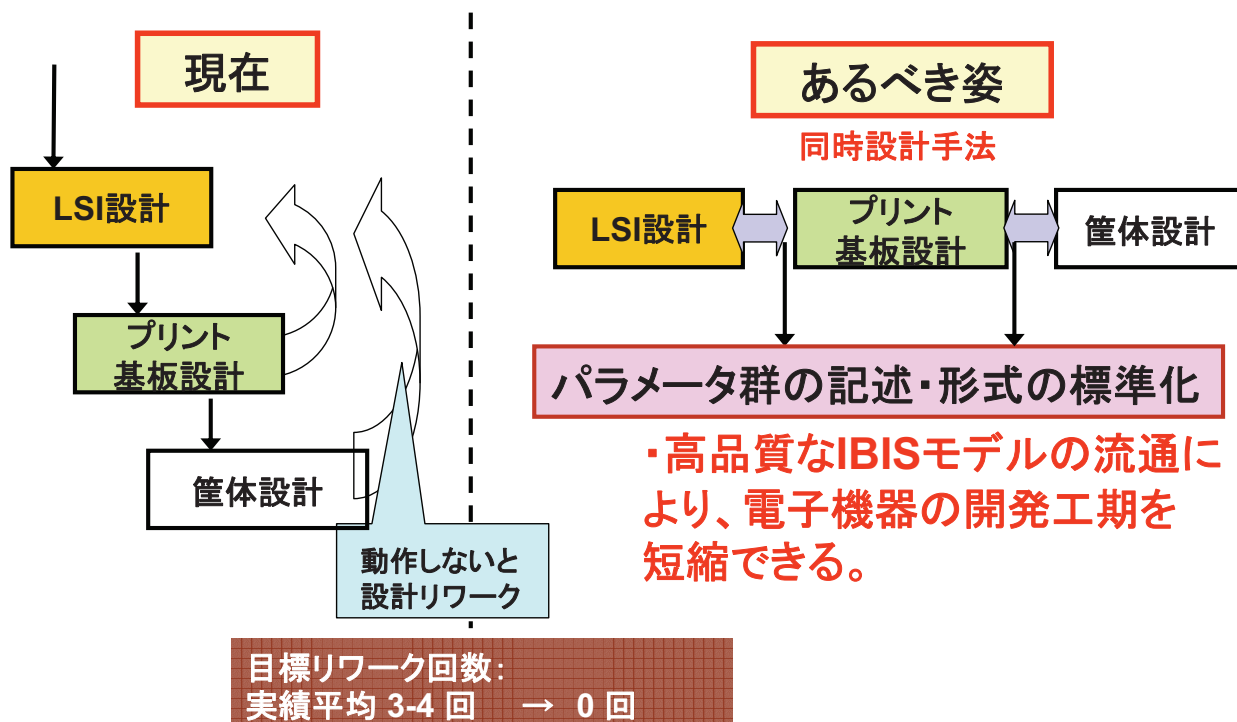 現在
LSI設計
プリント
基板設計
筐体設計
動作しないと
設計リワーク
あるべき姿
同時設計手法
LSI設計
プリント
基板設計
筐体設計
パラメータ群の記述・形式の標準化
・高品質なIBISモデルの流通に
より、電子機器の開発工期を
短縮できる。
目標リワーク回数：
実績平均 3-4 回 → 0 回